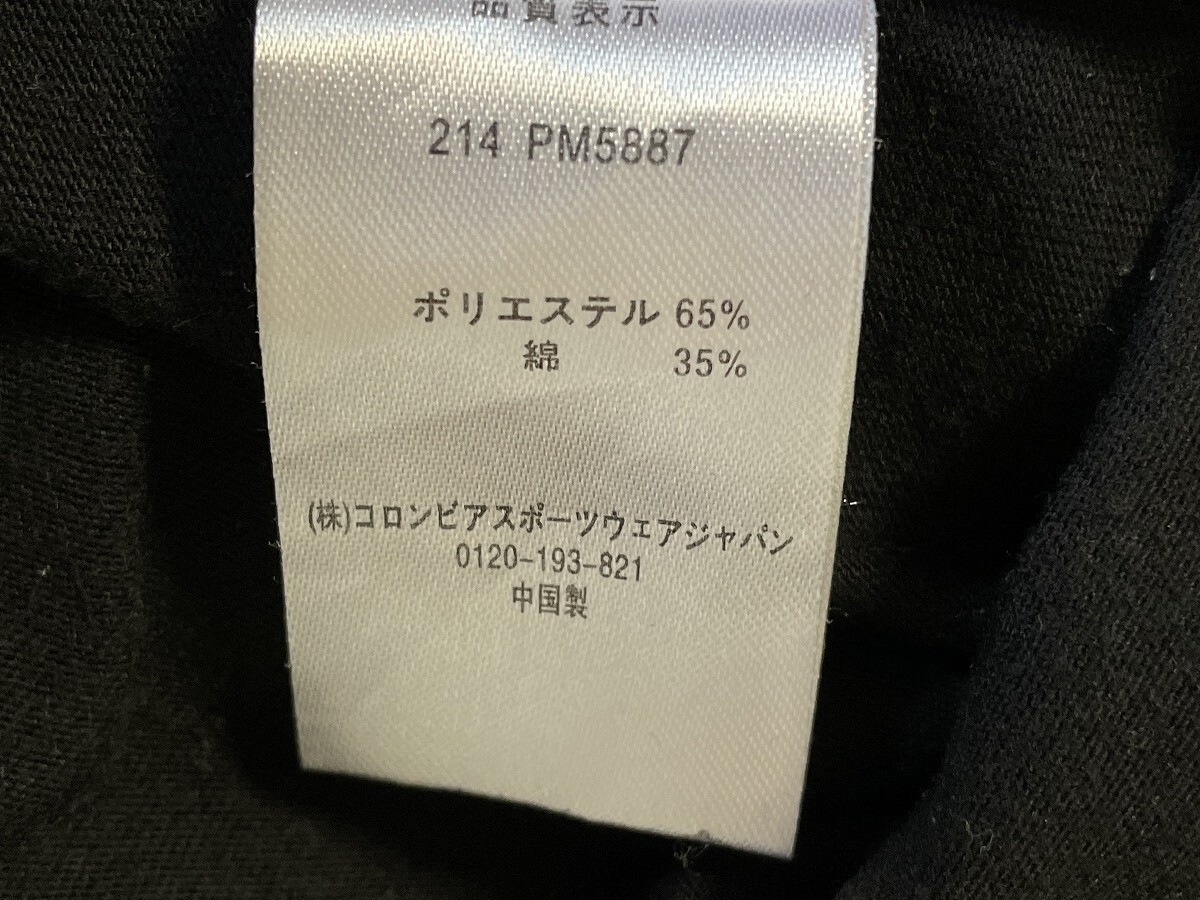 品質表示
214 PM5887
ポリエステル 65%
綿 35%
(株)コロンビアスポーツウェアジャパン
0120-193-821
中国製